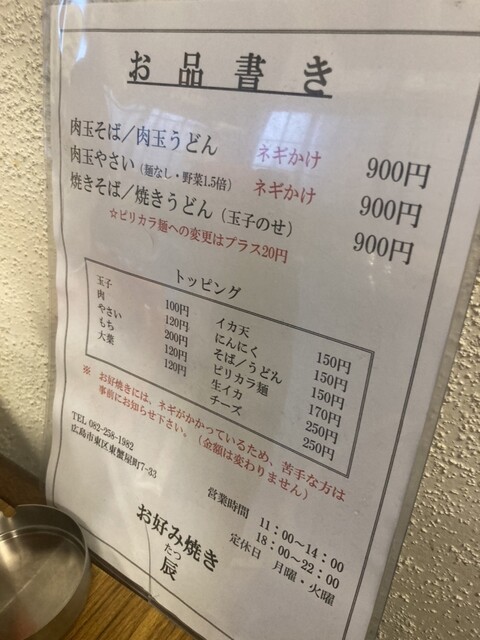 お品書き
肉玉そば／肉玉うどん ネギかけ 900円
肉玉やさい（麺なし・野菜1.5倍） ネギかけ 900円
焼きそば／焼きうどん（玉子のせ） 900円
☆ピリカラ麺への変更はプラス20円
トッピング
玉子 100円
肉 120円
やさい 200円
もち 120円
大葉 120円
イカ天 150円
にんにく 150円
そば／うどん 150円
ピリカラ麺 170円
生イカ 250円
チーズ 250円
※ お好焼きには、ネギがかかっているため、苦手な方は
事前にお知らせ下さい。（金額は変わりません）
TEL 082-258-1982
広島市東区東蟹屋町7-33
営業時間 11：00～14：00
18：00～22：00
定休日 月曜・火曜
お好み焼き
たつ
辰